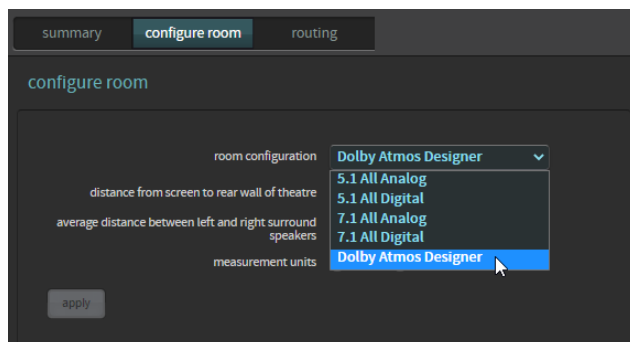 summary configure room routing
configure room
room configuration Dolby Atmos Designer
5.1 All Analog
distance from screen to rear wall of theatre 5.1 All Digital
7.1 All Analog
average distance between left and right surround
speakers 7.1 All Digital
measurement units Dolby Atmos Designer
apply